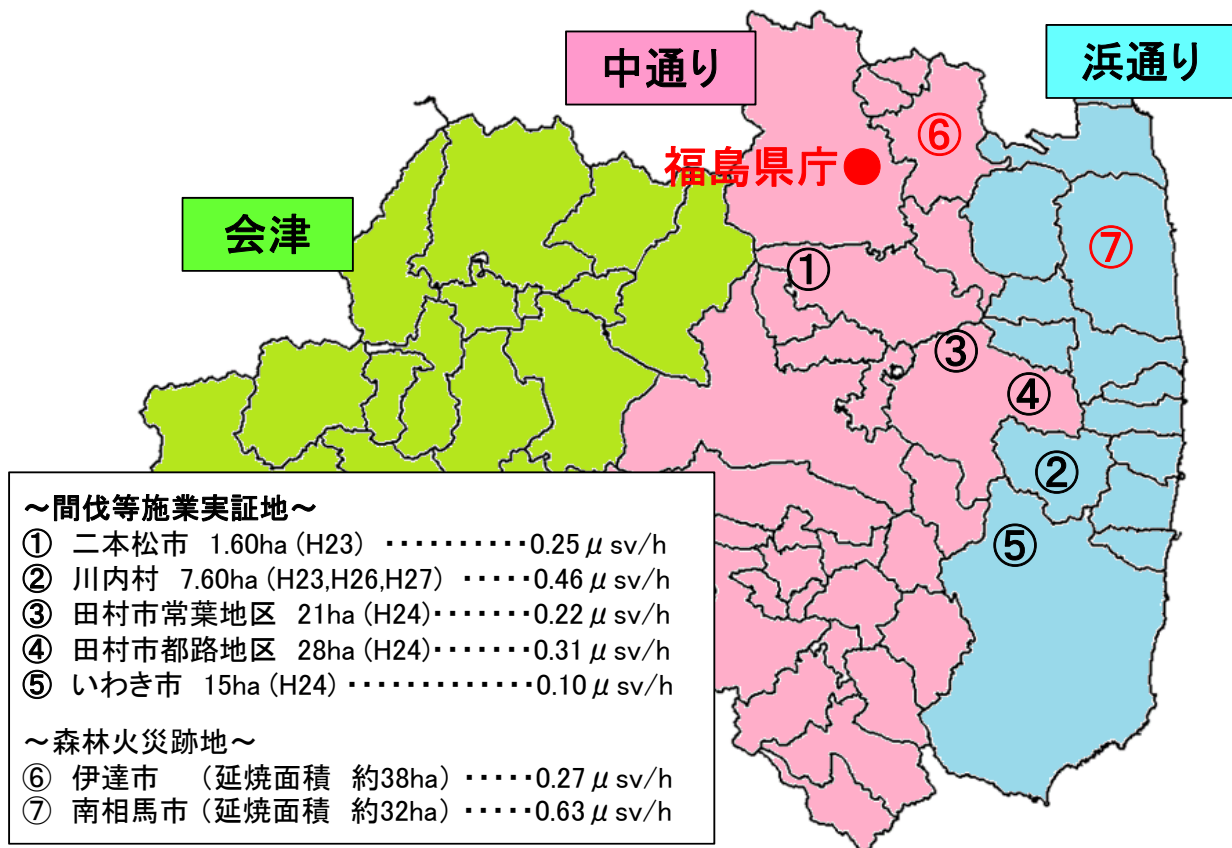 中通り
浜通り
⑥
福島県庁
会津
⑦
①
③
④
②
⑤
～間伐等施業実証地～
① 二本松市 1.60ha (H23) ・・・・・・・・・・0.25μsv/h
② 川内村 7.60ha (H23,H26,H27) ・・・・・0.46μsv/h
③ 田村市常葉地区 21ha (H24)・・・・・・・0.22μsv/h
④ 田村市都路地区 28ha (H24)・・・・・・・0.31μsv/h
⑤ いわき市 15ha (H24) ・・・・・・・・・・・・・0.10μsv/h
～森林火災跡地～
⑥ 伊達市 （延焼面積 約38ha）・・・・・0.27μsv/h
⑦ 南相馬市（延焼面積 約32ha）・・・・・0.63μsv/h